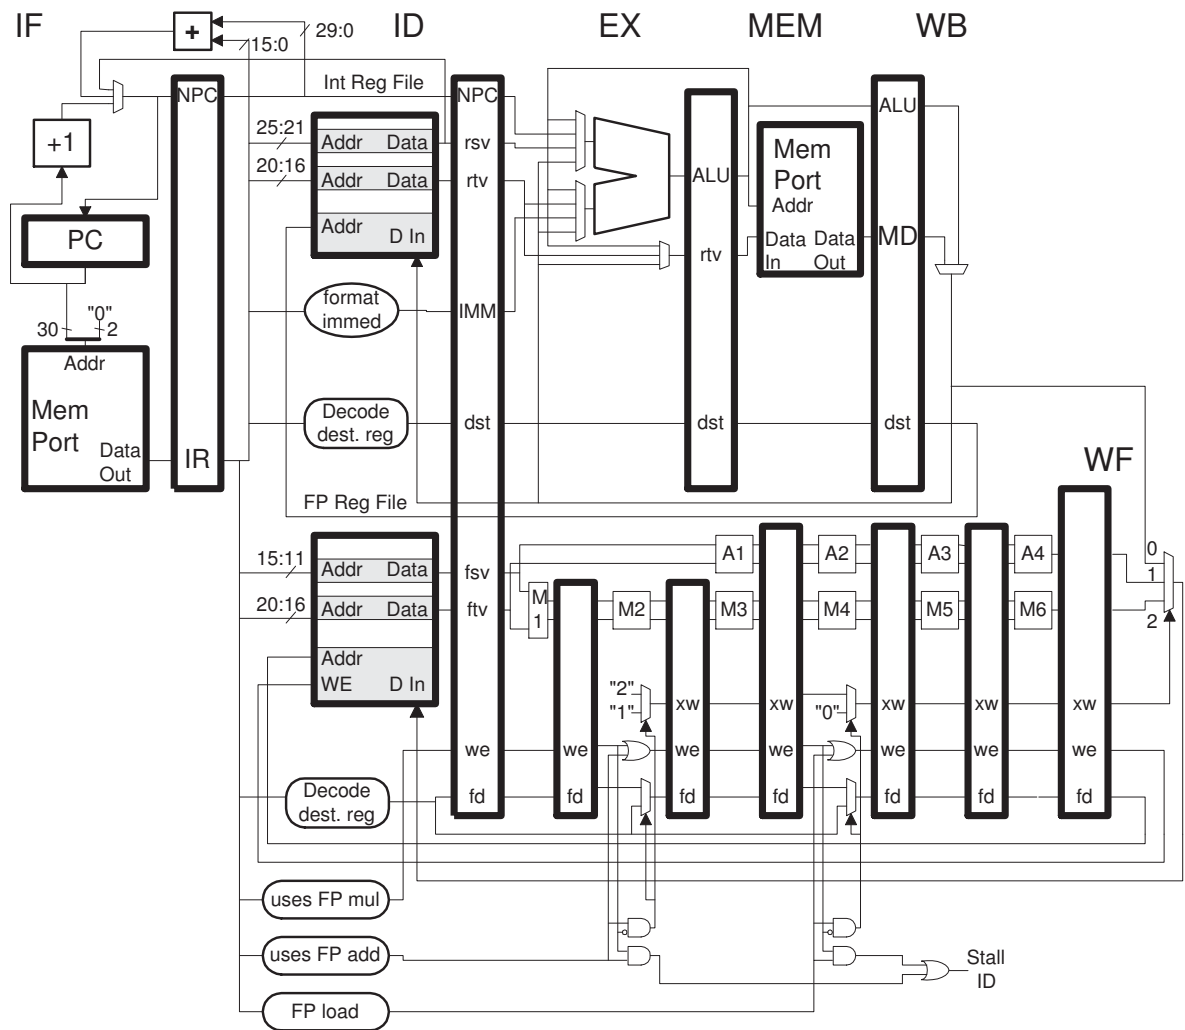 IF
ID
EX
MEM
WB
+
29:0
15:0
Int Reg File
NPC
NPC
ALU
+1
25:21
Addr
Data
rsv
20:16
Addr
Data
rtv
ALU
Mem
Port
Addr
Addr
D In
PC
Data
In
Data
Out
rtv
MD
format
immed
IMM
"0"
30
2
Addr
Mem
Port
Data
Out
IR
Decode
dest. reg
dst
dst
dst
WF
FP Reg File
15:11
Addr
Data
fsv
A1
A2
A3
A4
0
1
20:16
Addr
Data
ftv
M
1
M2
M3
M4
M5
M6
2
Addr
WE
D In
"2"
"1"
xw
xw
"0"
xw
xw
xw
we
we
we
we
we
we
we
Decode
dest. reg
fd
fd
fd
fd
fd
fd
fd
uses FP mul
uses FP add
FP load
Stall
ID